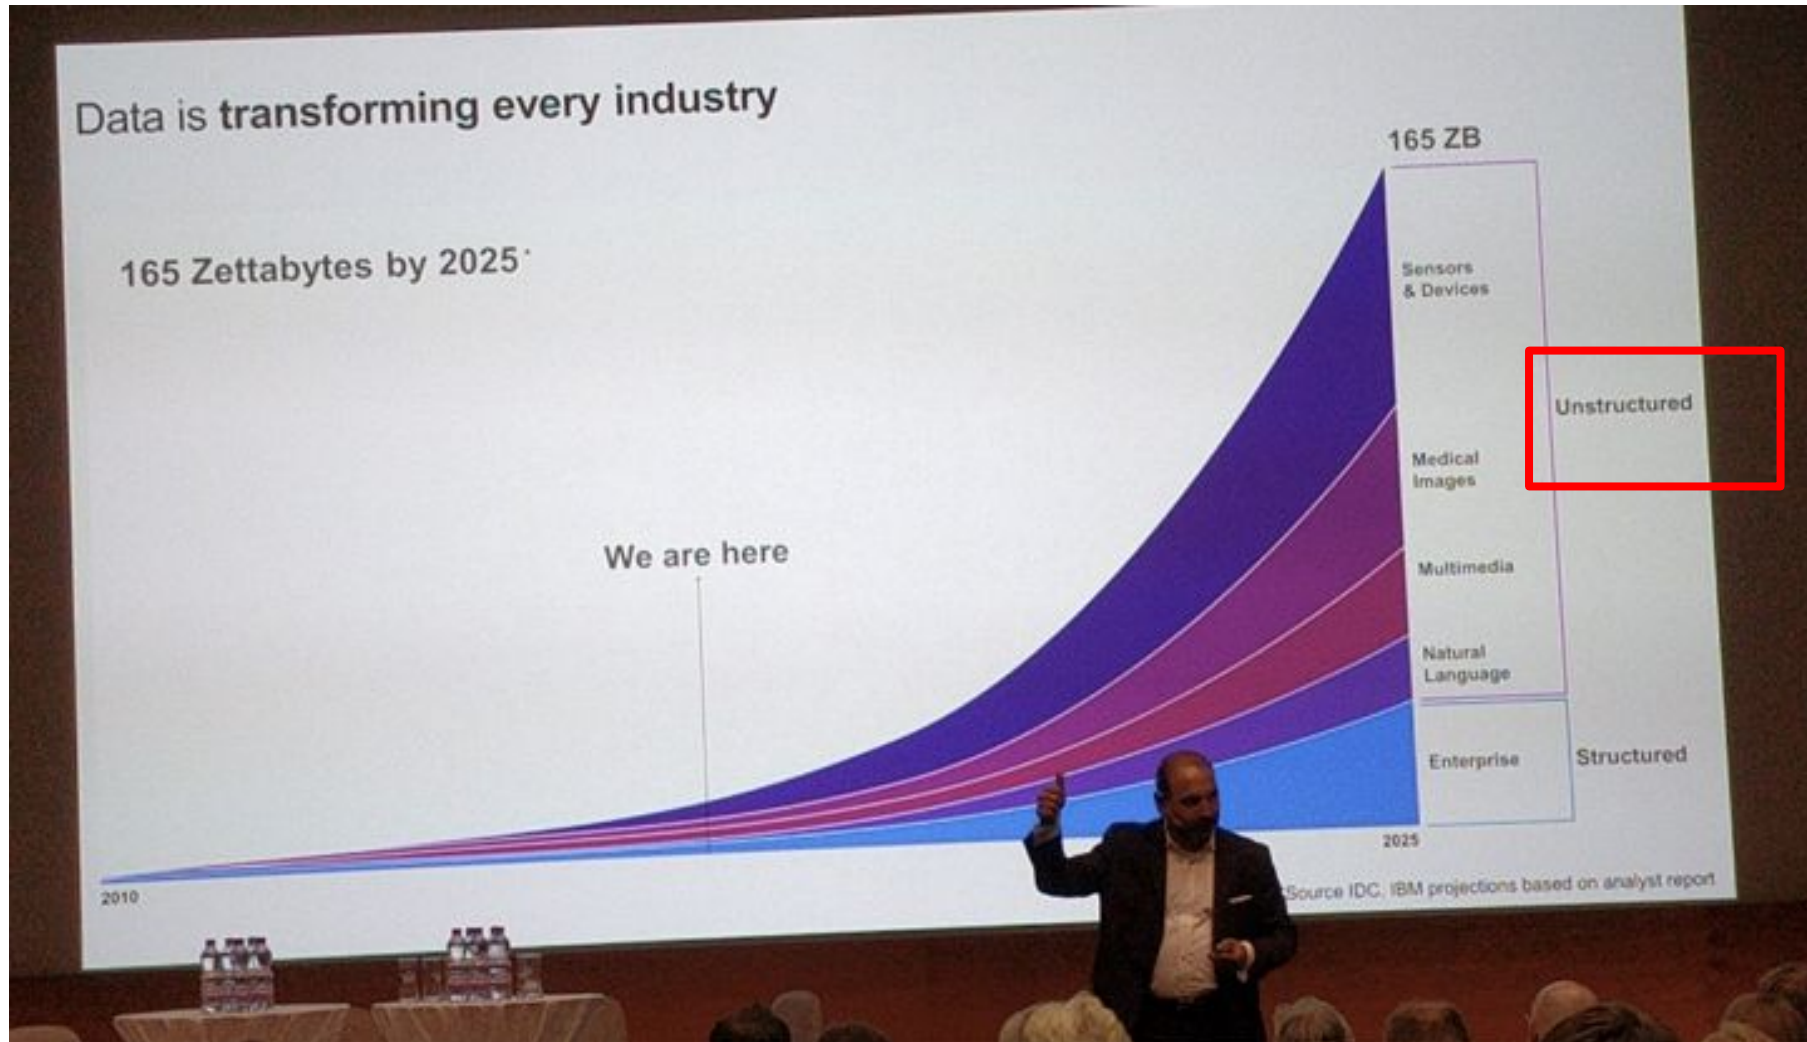 Data is transforming every industry
165 ZB
165 Zettabytes by 2025*
Sensors
& Devices
Unstructured
Medical
Images
We are here
Multimedia
Natural
Language
Enterprise
Structured
2010
2025
*Source IDC, IBM projections based on analyst report